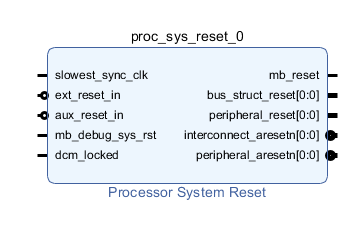 proc_sys_reset_0
slowest_sync_clk mb_reset
ext_reset_in bus_struct_reset[0:0]
aux_reset_in peripheral_reset[0:0]
mb_debug_sys_rst interconnect_aresetn[0:0]
dcm_locked peripheral_aresetn[0:0]
Processor System Reset